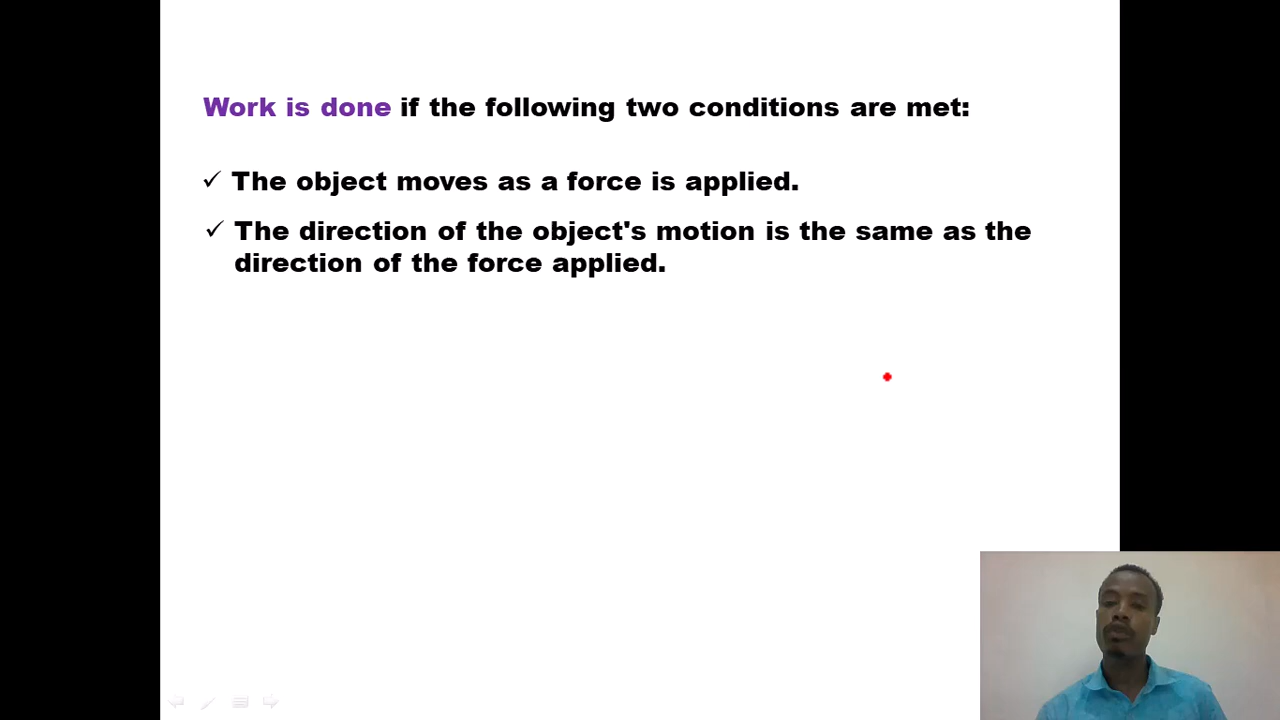 Work is done if the following two conditions are met:
The object moves as a force is applied.
The direction of the object's motion is the same as the
direction of the force applied.